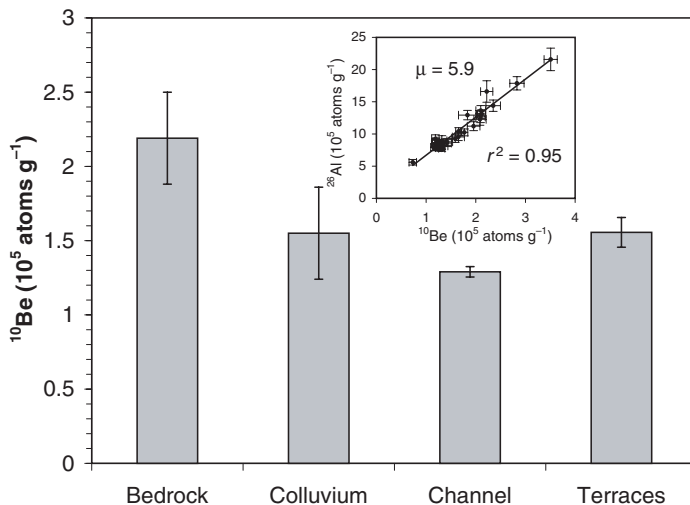 3
2.5
2
1.5
1
0.5
0
¹⁰Be (10⁵ atoms g⁻¹)
Bedrock Colluvium Channel Terraces
25
20
15
10
5
0
²⁶Al (10⁵ atoms g⁻¹)
μ = 5.9
r² = 0.95
0 1 2 3 4
¹⁰Be (10⁵ atoms g⁻¹)